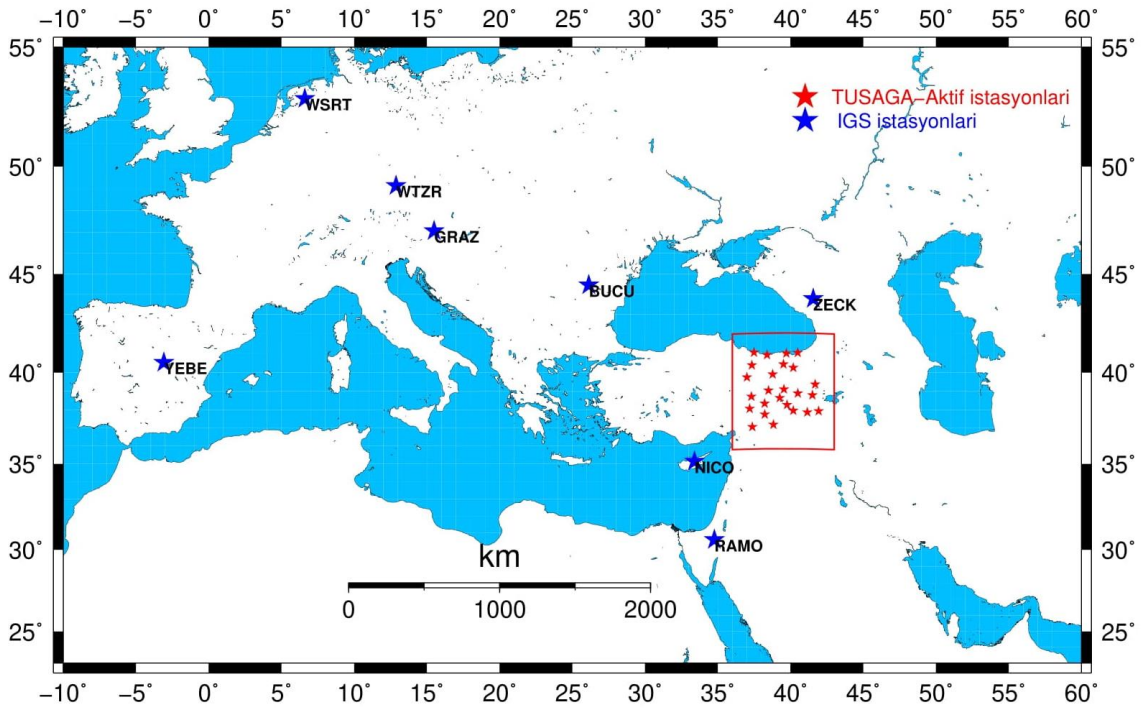 −10˚ −5˚ 0˚ 5˚ 10˚ 15˚ 20˚ 25˚ 30˚ 35˚ 40˚ 45˚ 50˚ 55˚ 60˚
55˚ 55˚
TUSAGA−Aktif istasyonlari
WSRT
IGS istasyonlari
50˚ 50˚
WTZR
GRAZ
45˚ 45˚
BUCU
ZECK
YEBE
40˚ 40˚
35˚ 35˚
NICO
RAMO
30˚ 30˚
km
0 1000 2000
25˚ 25˚
−10˚ −5˚ 0˚ 5˚ 10˚ 15˚ 20˚ 25˚ 30˚ 35˚ 40˚ 45˚ 50˚ 55˚ 60˚